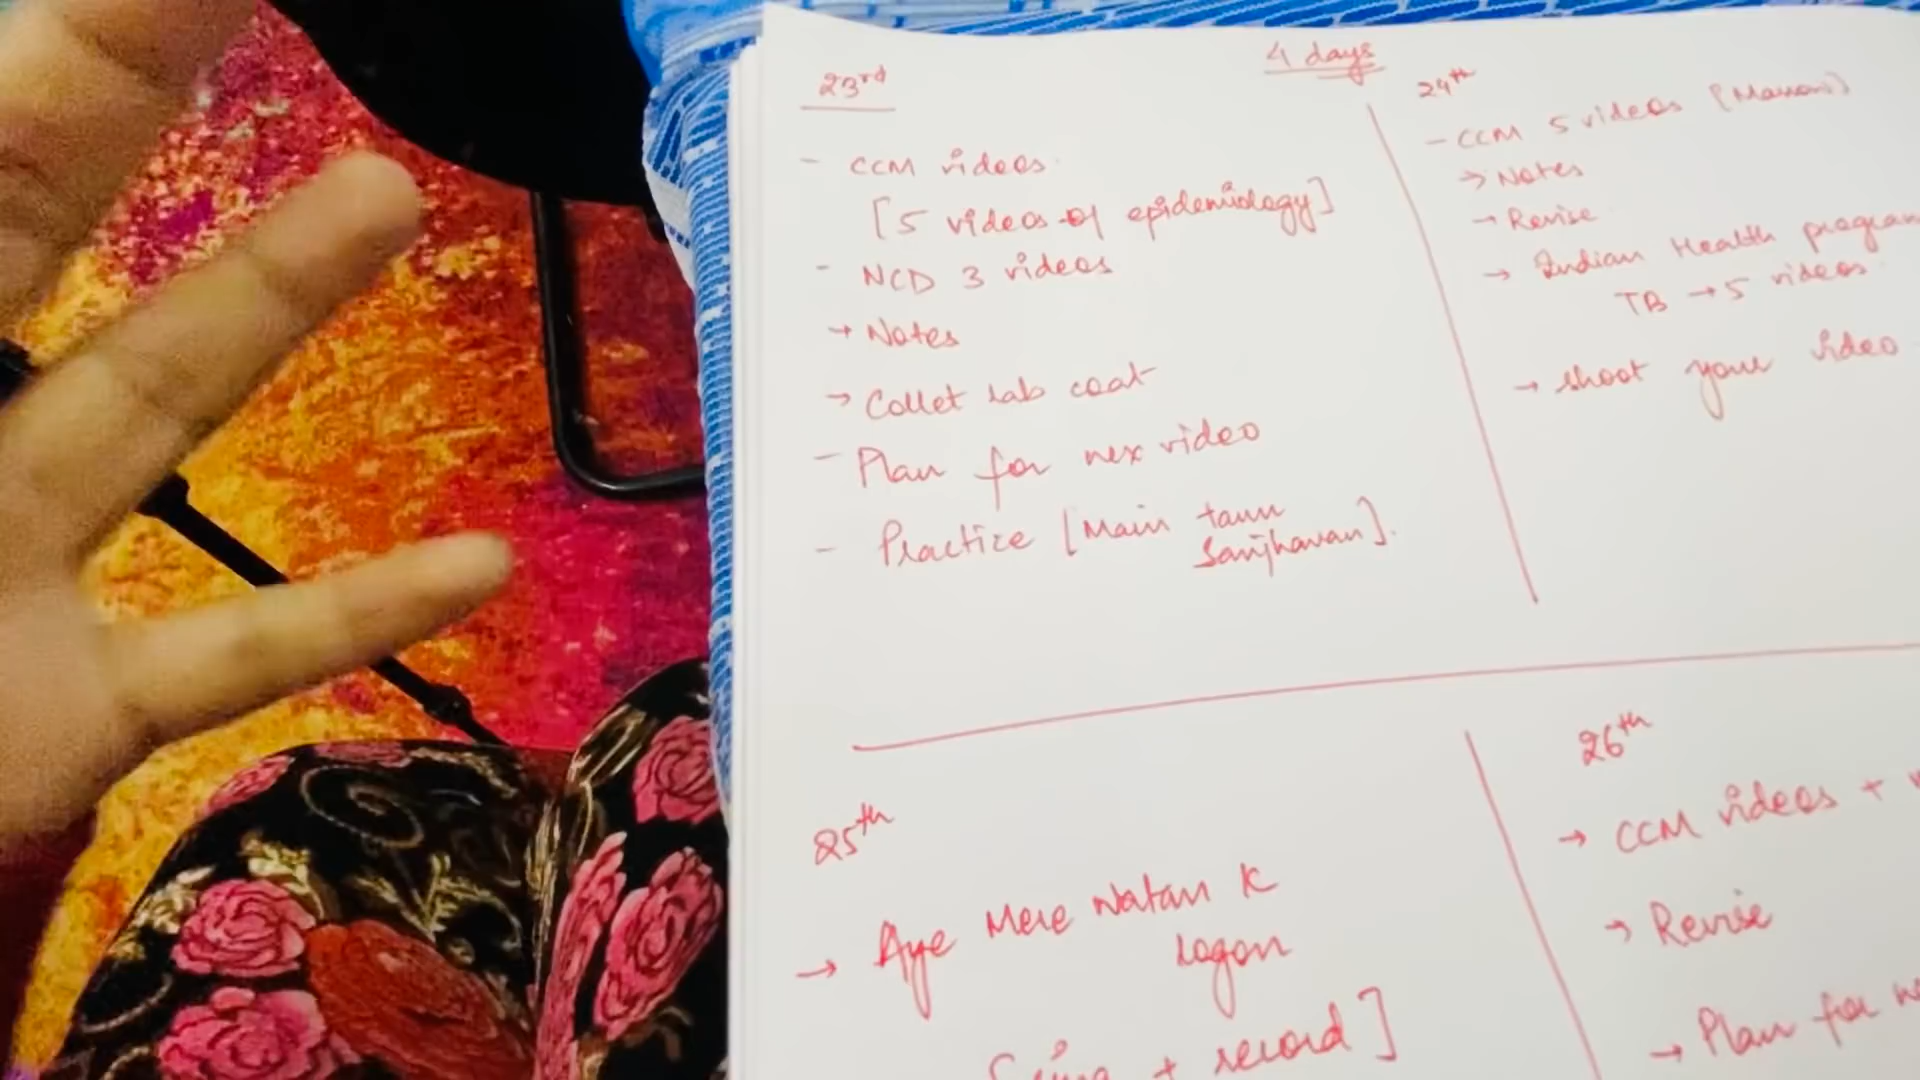 4 days
23rd
- CCM videos
[5 videos of epidemiology]
- NCD 3 videos
→ Notes
→ Collet lab coat
- Plan for nex video
- Practice [Main tann
Sanjhavan].
24th
- CCM 5 videos
→ Notes
→ Revise
→ Indian Health program
TB → 5 videos
→ shoot your video
25th
→ Aye Mere Watan K
logon
+ record]
26th
→ CCM videos +
→ Revise
→ Plan for